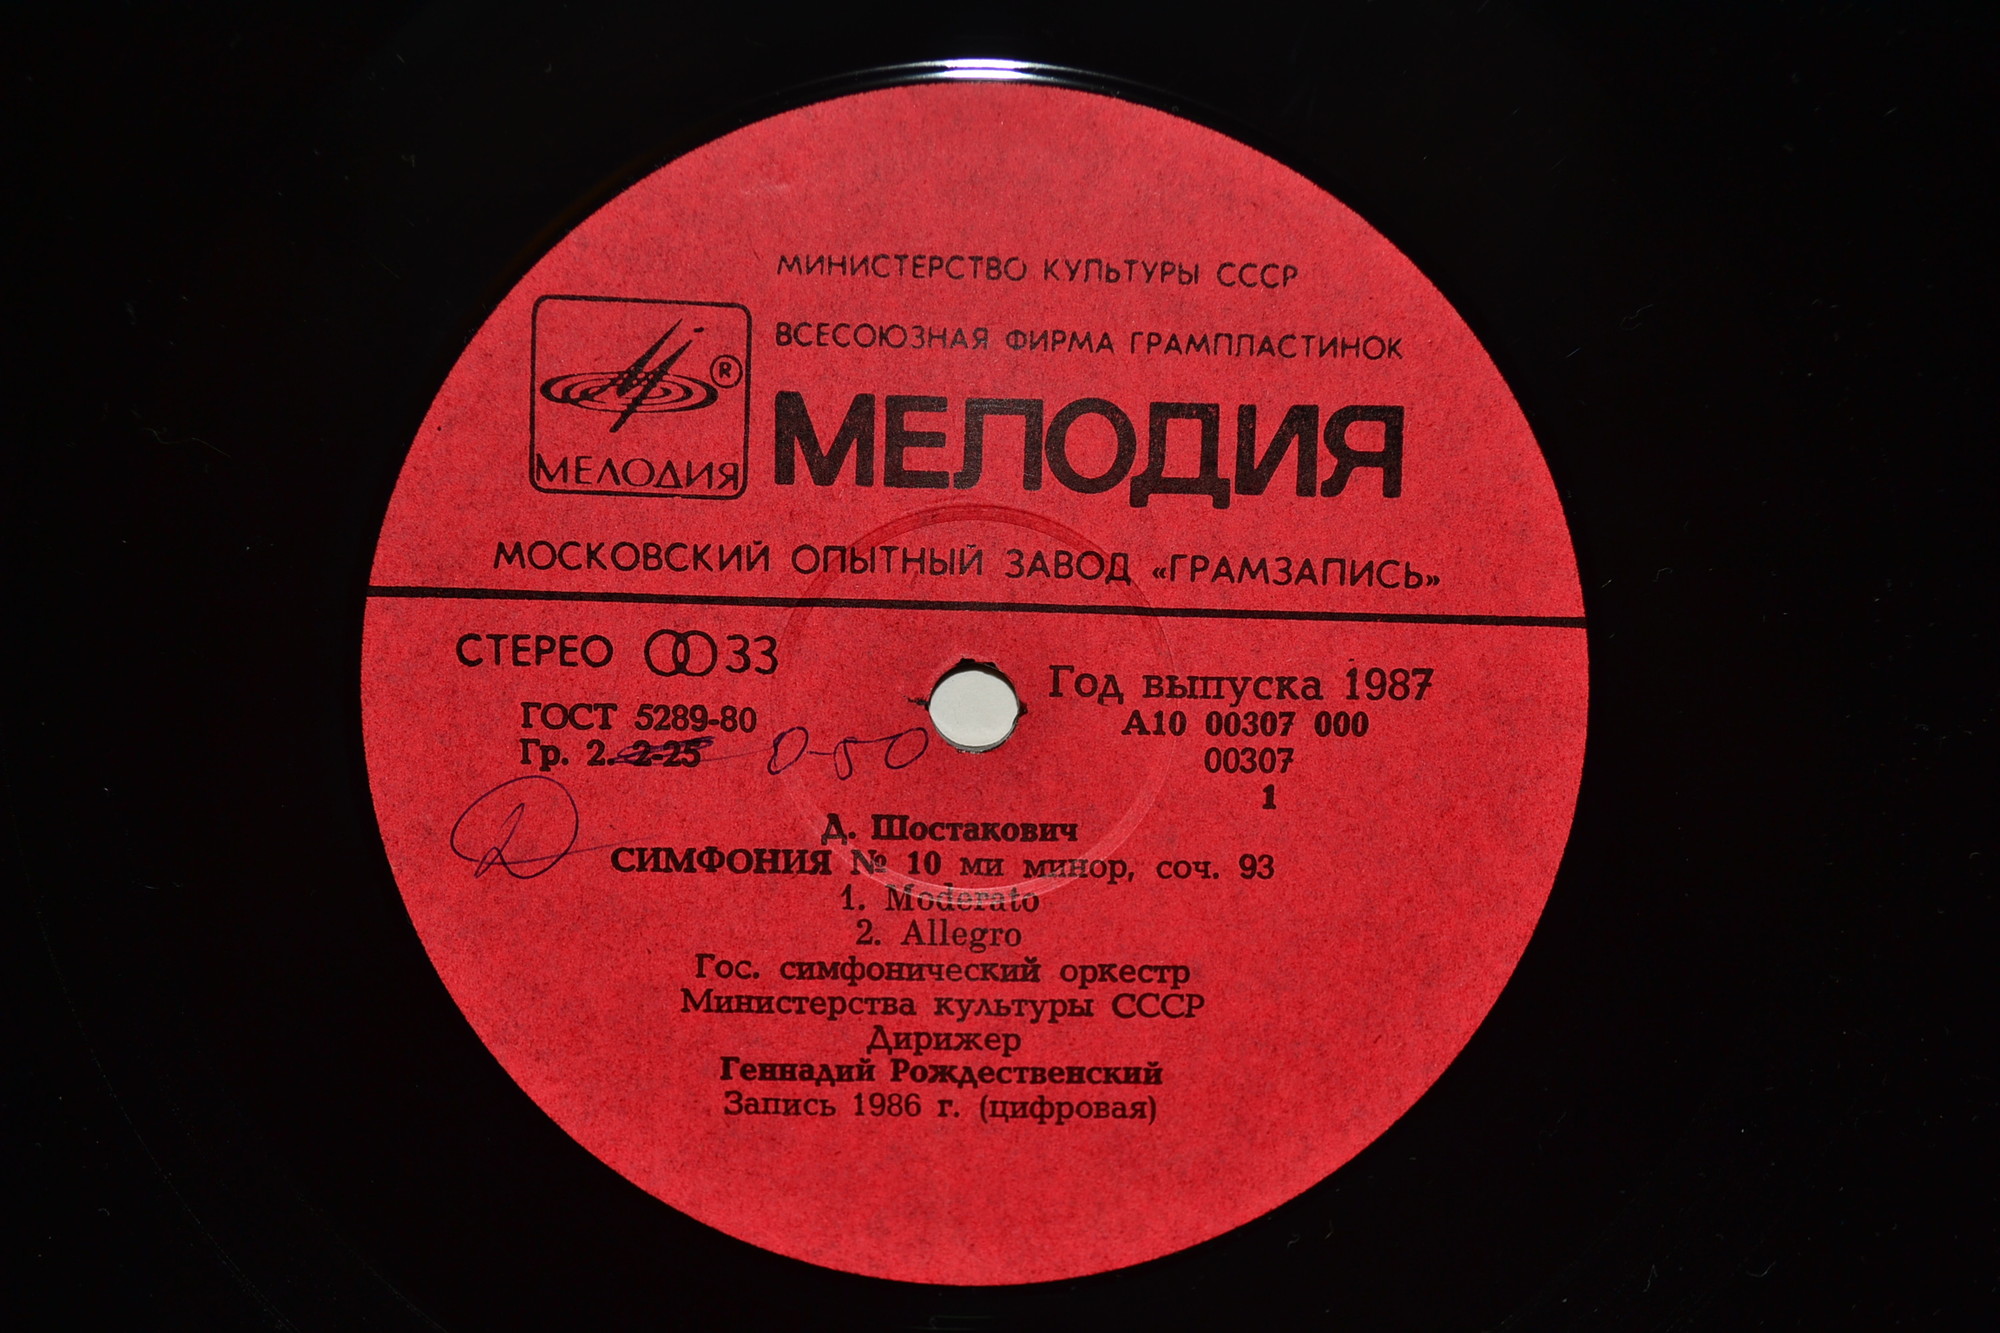 МИНИСТЕРСТВО КУЛЬТУРЫ СССР
ВСЕСОЮЗНАЯ ФИРМА ГРАМПЛАСТИНОК
®
МЕЛОДИЯ
МЕЛОДИЯ
МОСКОВСКИЙ ОПЫТНЫЙ ЗАВОД «ГРАМЗАПИСЬ»
СТЕРЕО 33
Год выпуска 1987
ГОСТ 5289-80
А10 00307 000
Гр. 2. 2-25 0-50
00307
1
Д. Шостакович
СИМФОНИЯ № 10 ми минор, соч. 93
1. Moderato
2. Allegro
Гос. симфонический оркестр
Министерства культуры СССР
Дирижер
Геннадий Рождественский
Запись 1986 г. (цифровая)